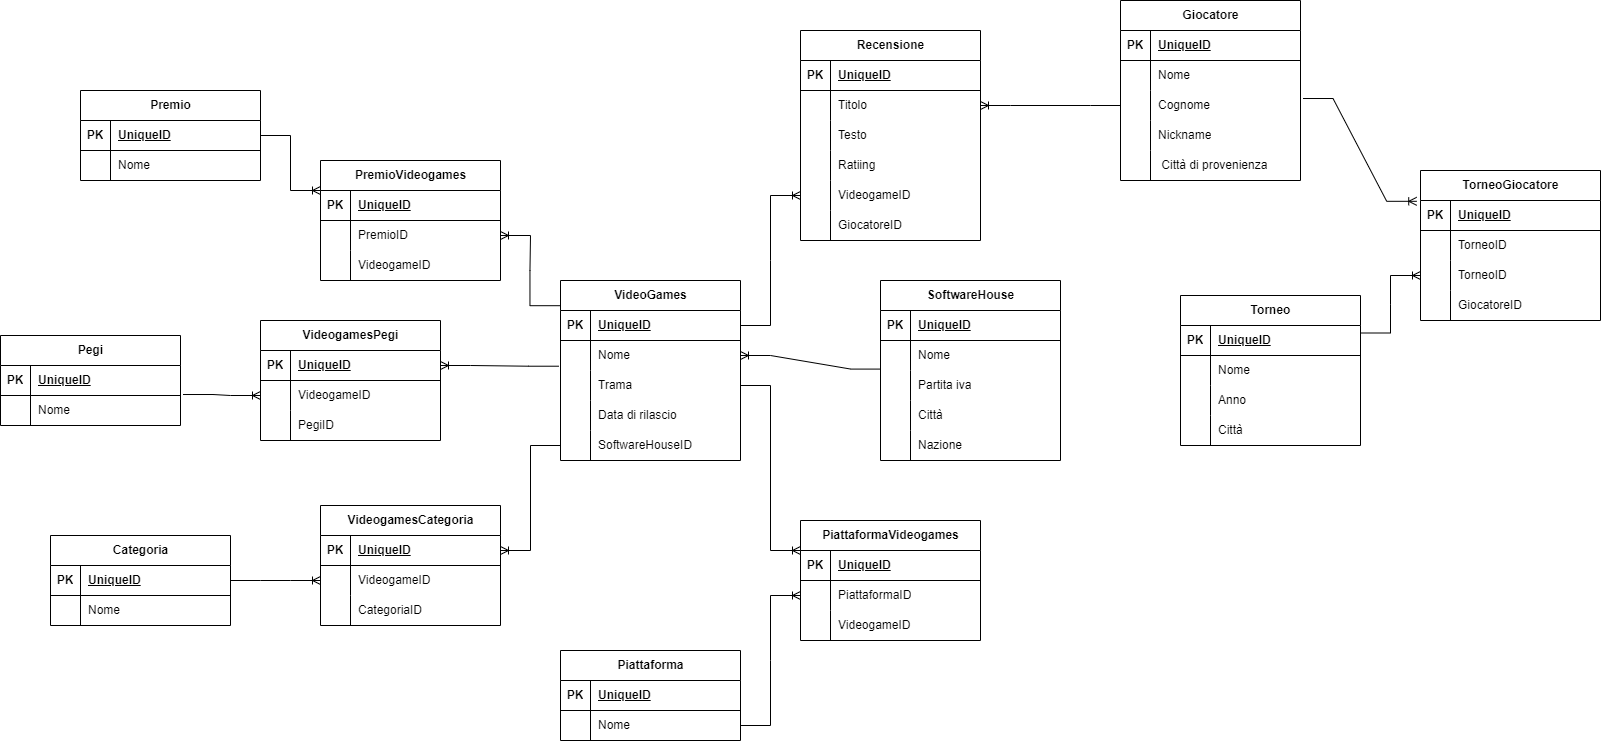 Premio
PK UniqueID
Nome
PremioVideogames
PK UniqueID
PremioID
VideogameID
Pegi
PK UniqueID
Nome
VideogamesPegi
PK UniqueID
VideogameID
PegiID
Categoria
PK UniqueID
Nome
VideogamesCategoria
PK UniqueID
VideogameID
CategoriaID
VideoGames
PK UniqueID
Nome
Trama
Data di rilascio
SoftwareHouseID
Piattaforma
PK UniqueID
Nome
Recensione
PK UniqueID
Titolo
Testo
Ratiing
VideogameID
GiocatoreID
SoftwareHouse
PK UniqueID
Nome
Partita iva
Città
Nazione
PiattaformaVideogames
PK UniqueID
PiattaformaID
VideogameID
Giocatore
PK UniqueID
Nome
Cognome
Nickname
Città di provenienza
Torneo
PK UniqueID
Nome
Anno
Città
TorneoGiocatore
PK UniqueID
TorneoID
TorneoID
GiocatoreID